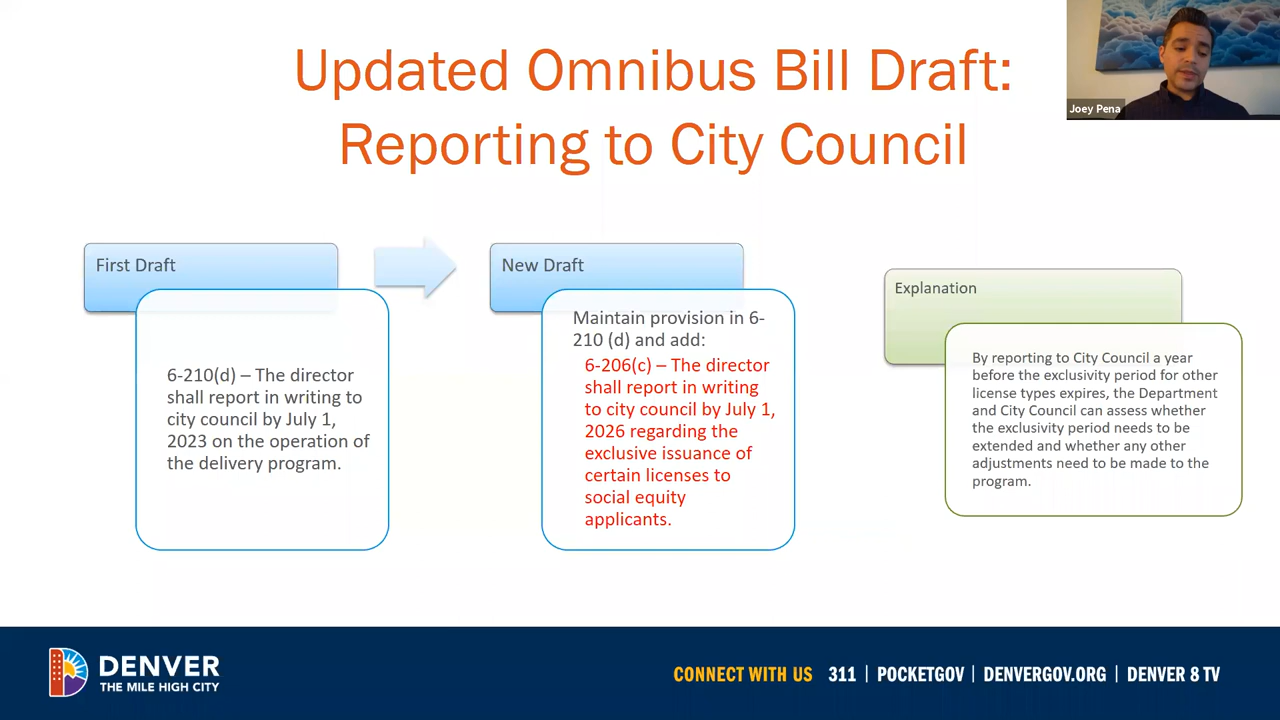 Updated Omnibus Bill Draft:
Reporting to City Council
Joey Pena
First Draft
6-210(d) – The director
shall report in writing to
city council by July 1,
2023 on the operation of
the delivery program.
New Draft
Maintain provision in 6-
210 (d) and add:
6-206(c) – The director
shall report in writing
to city council by July 1,
2026 regarding the
exclusive issuance of
certain licenses to
social equity
applicants.
Explanation
By reporting to City Council a year
before the exclusivity period for other
license types expires, the Department
and City Council can assess whether
the exclusivity period needs to be
extended and whether any other
adjustments need to be made to the
program.
DENVER
THE MILE HIGH CITY
CONNECT WITH US 311 | POCKETGOV | DENVERGOV.ORG | DENVER 8 TV